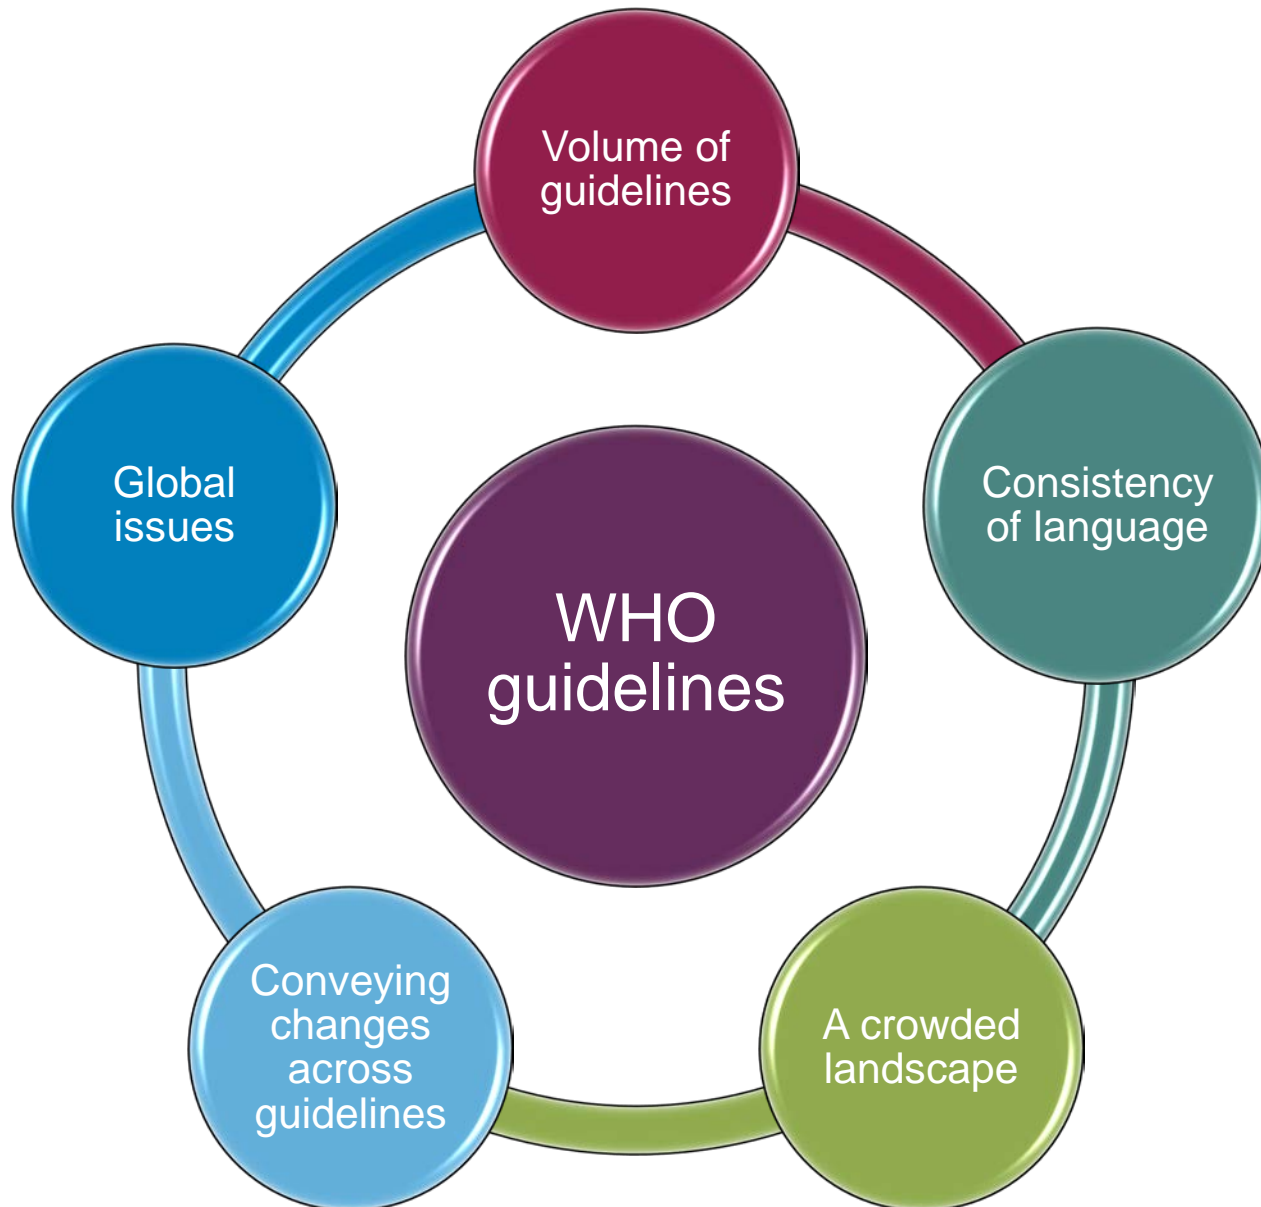 Volume of
guidelines
Consistency
of language
A crowded
landscape
Conveying
changes
across
guidelines
Global
issues
WHO
guidelines